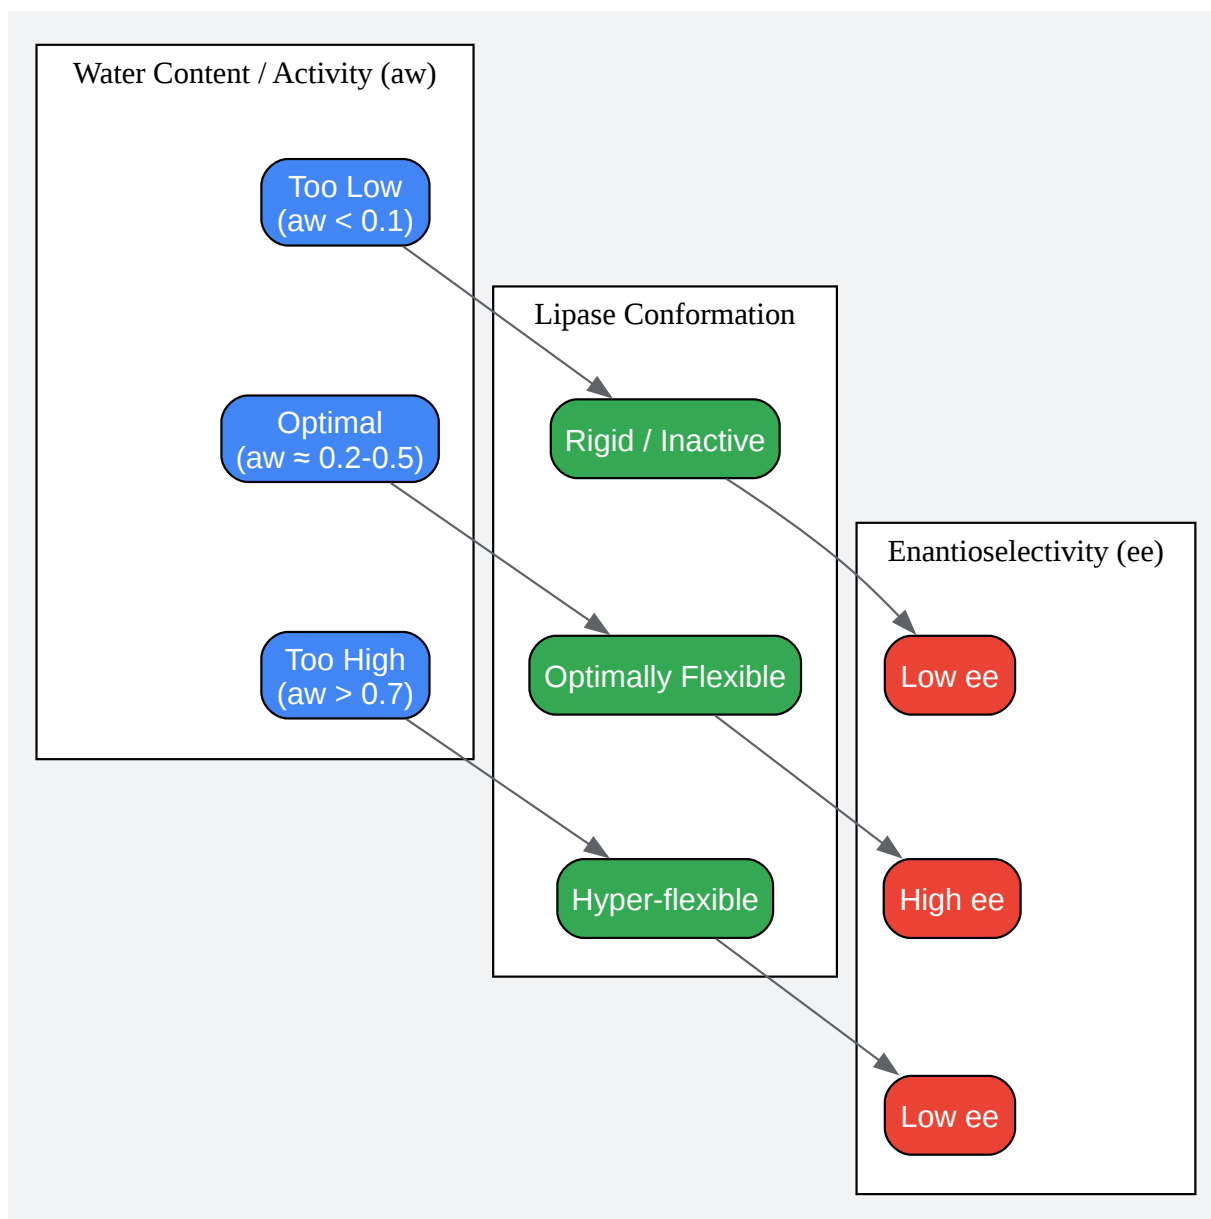 Water Content / Activity (aw)
Too Low
(aw < 0.1)
Optimal
(aw ≈ 0.2-0.5)
Too High
(aw > 0.7)
Lipase Conformation
Rigid / Inactive
Optimally Flexible
Hyper-flexible
Enantioselectivity (ee)
Low ee
High ee
Low ee